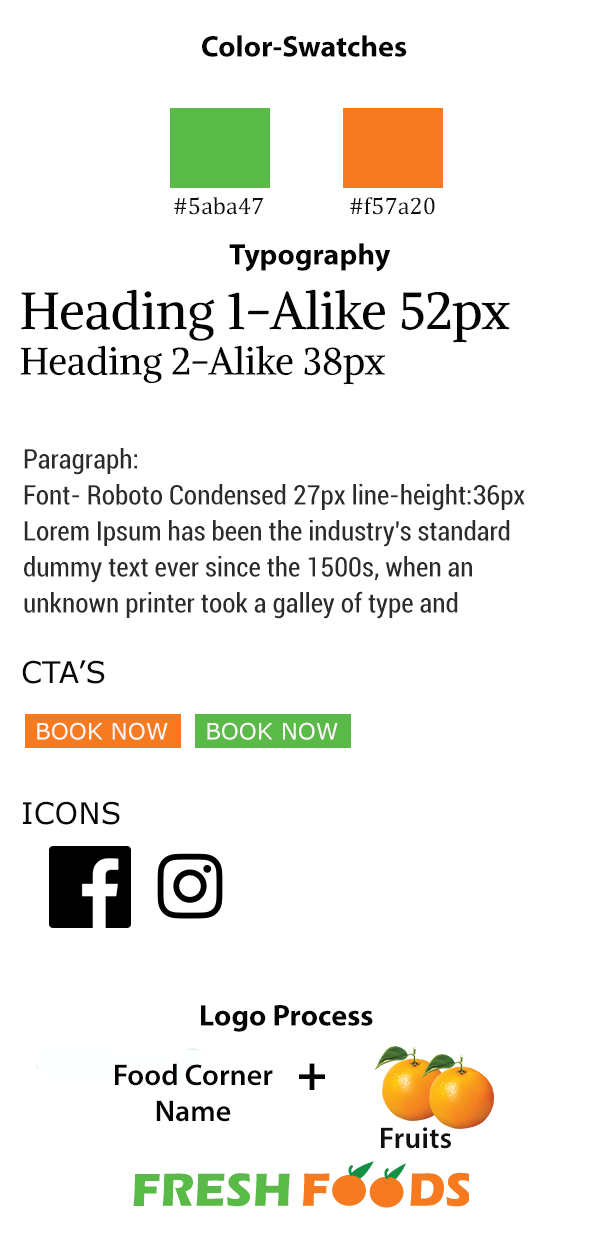 Color-Swatches
#5aba47 #f57a20
Typography
Heading 1-Alike 52px
Heading 2-Alike 38px
Paragraph:
Font- Roboto Condensed 27px line-height:36px
Lorem Ipsum has been the industry's standard
dummy text ever since the 1500s, when an
unknown printer took a galley of type and
CTA’S
BOOK NOW BOOK NOW
ICONS
Logo Process
Food Corner +
Name
Fruits
FRESH FOODS